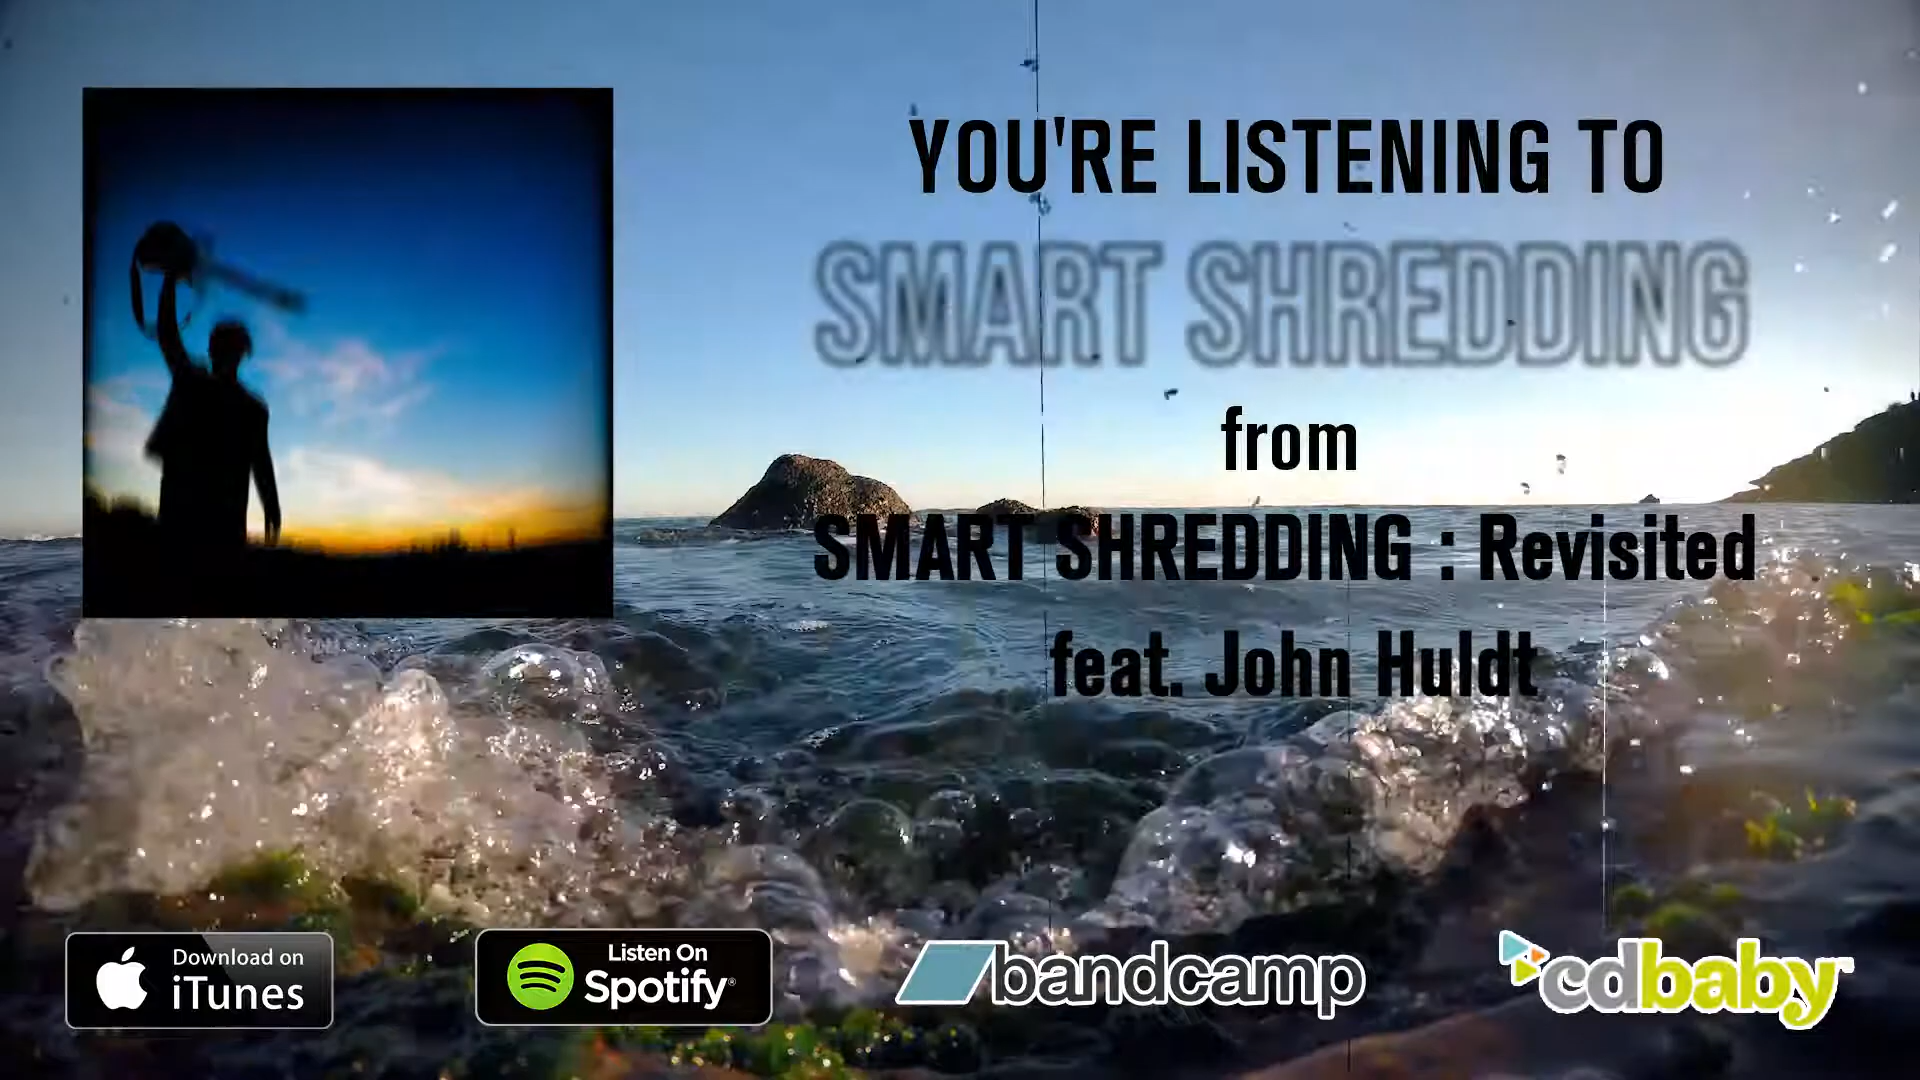 YOU'RE LISTENING TO
SMART SHREDDING
from
SMART SHREDDING : Revisited
feat. John Huldt
Download on
iTunes
Listen On
Spotify®
bandcamp
cdbaby™